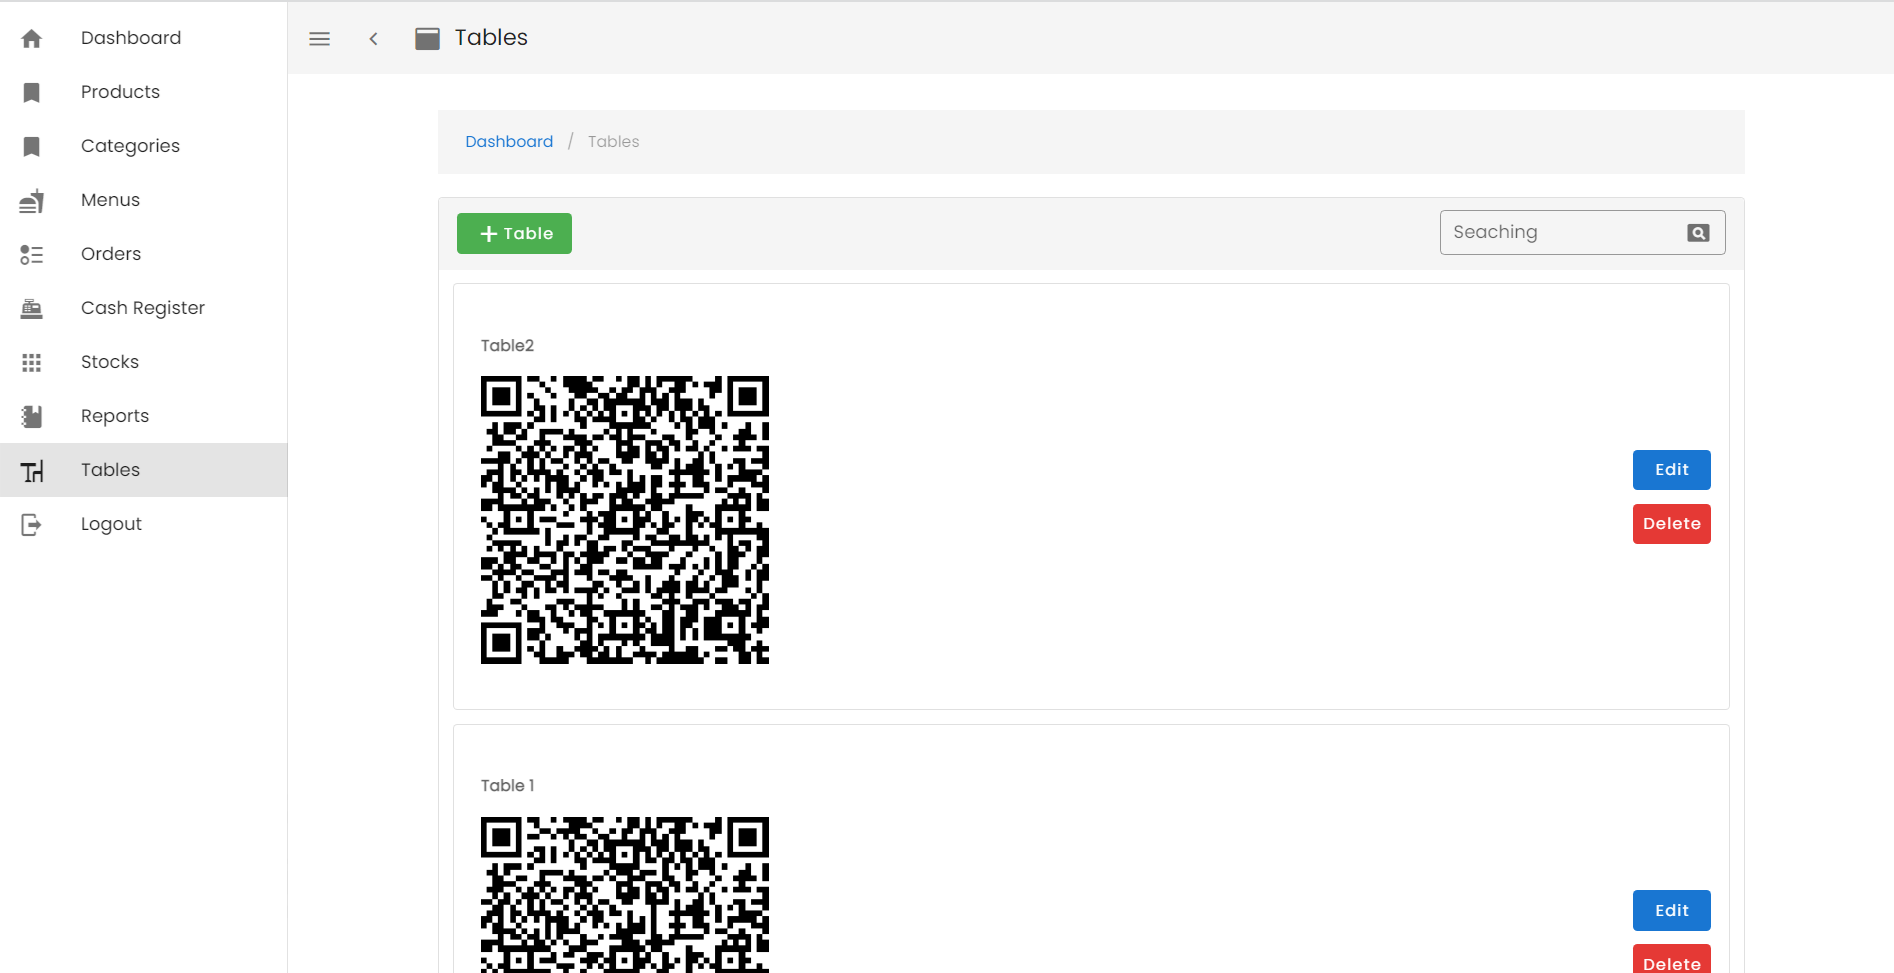 Dashboard
Products
Categories
Menus
Orders
Cash Register
Stocks
Reports
Tables
Logout
Tables
Dashboard / Tables
+ Table
Seaching
Table2
Edit
Delete
Table 1
Edit
Delete